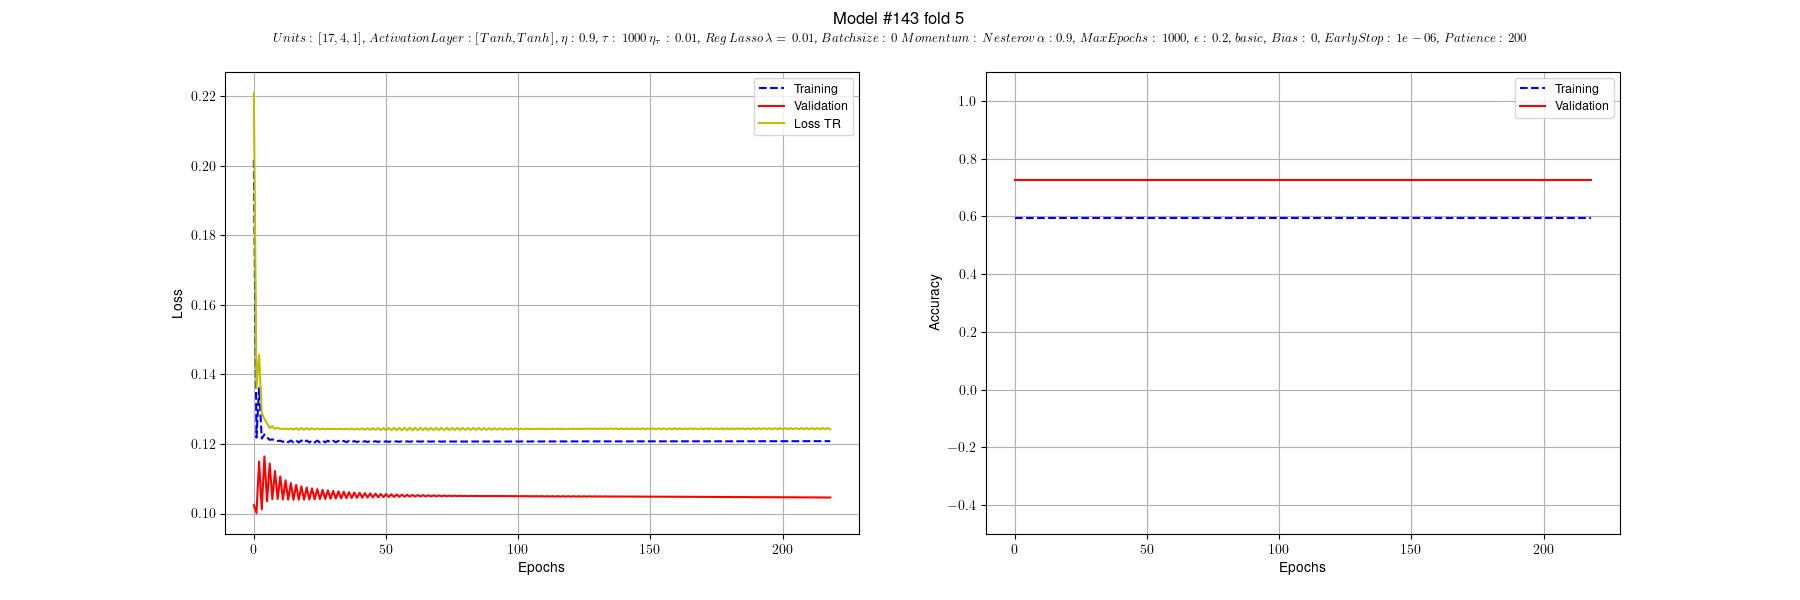 Model #143 fold 5
Units : [17, 4, 1], ActivationLayer : [Tanh, Tanh], η : 0.9, τ : 1000 ητ : 0.01, Reg Lasso λ = 0.01, Batchsize : 0 Momentum : Nesterov α : 0.9, MaxEpochs : 1000, ϵ : 0.2, basic, Bias : 0, EarlyStop : 1e − 06, Patience : 200
Training
Validation
Loss TR
0.22
0.20
0.18
0.16
0.14
0.12
0.10
Loss
0 50 100 150 200
Epochs
Training
Validation
1.0
0.8
0.6
0.4
0.2
0.0
−0.2
−0.4
Accuracy
0 50 100 150 200
Epochs